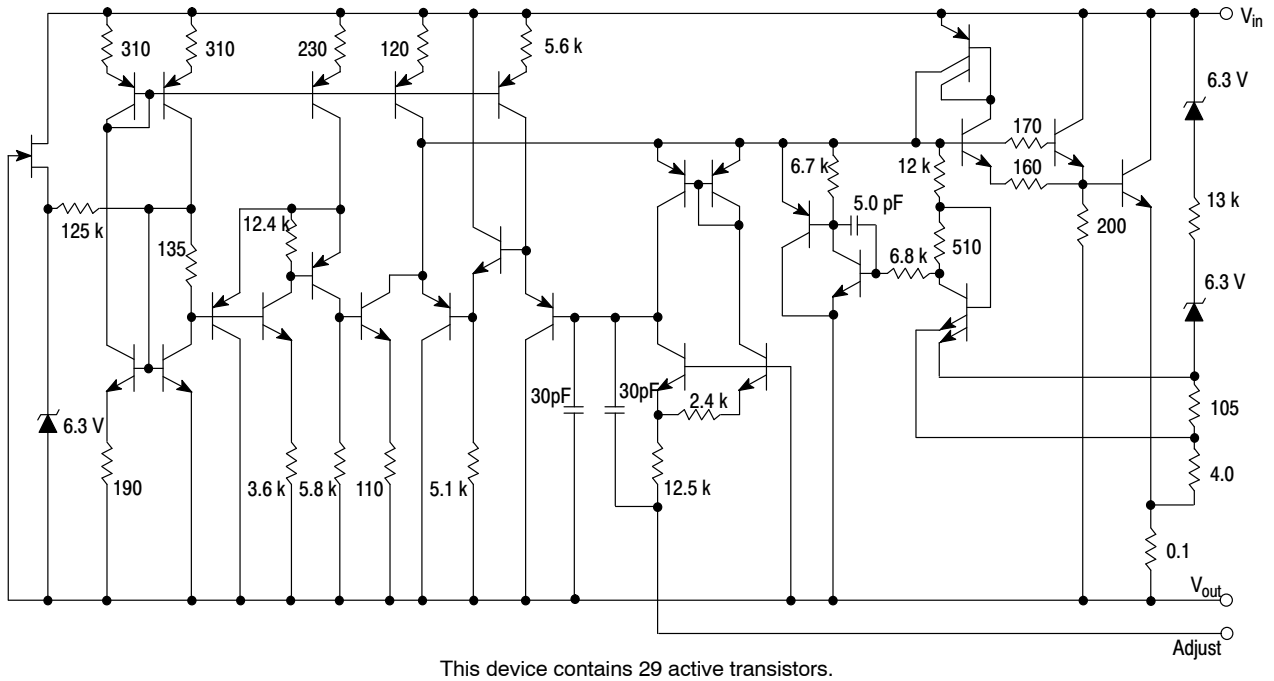 V_in
310
310
230
120
5.6 k
6.3 V
170
6.7 k
12 k
160
13 k
125 k
12.4 k
5.0 pF
200
135
6.8 k
510
6.3 V
30pF
30pF
2.4 k
6.3 V
105
190
3.6 k
5.8 k
110
5.1 k
12.5 k
4.0
0.1
V_out
Adjust
This device contains 29 active transistors.